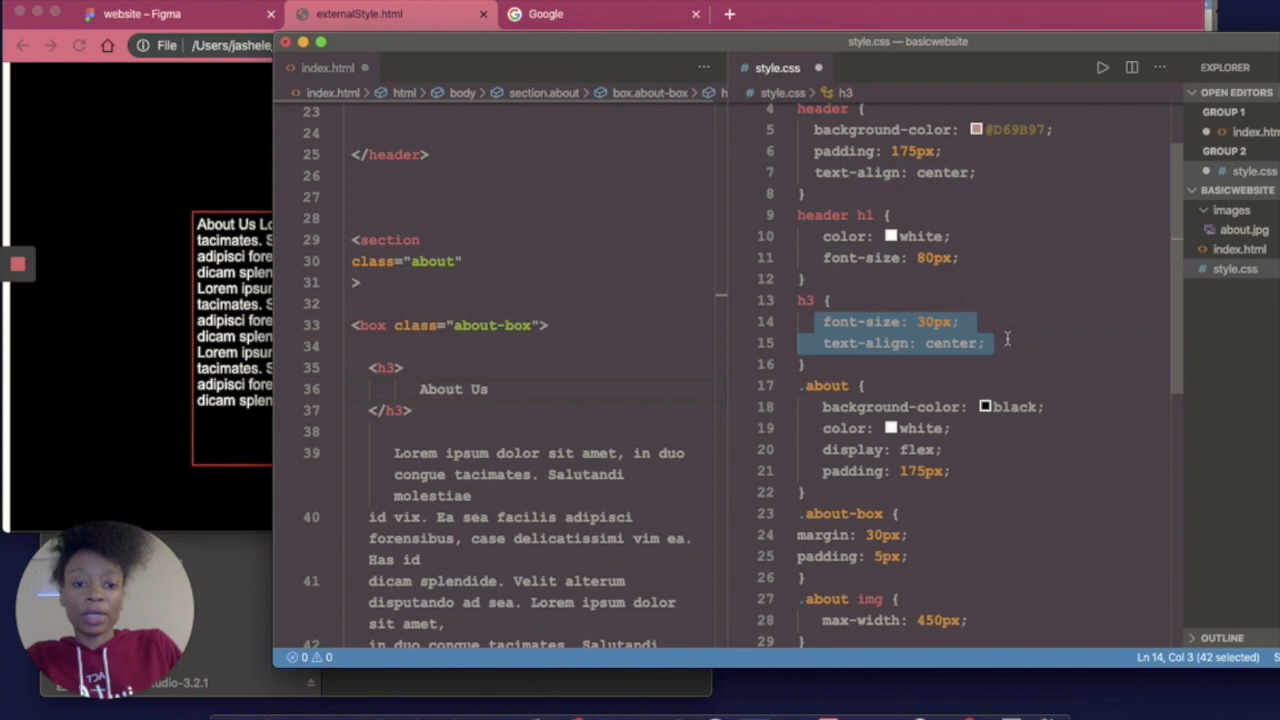 website – Figma
externalStyle.html
Google
File
/Users/jashele,
style.css — basicwebsite
index.html
style.css
EXPLORER
index.html > html > body > section.about > box.about-box > h
style.css > h3
OPEN EDITORS
GROUP 1
index.htm
GROUP 2
style.css
BASICWEBSITE
images
about.jpg
index.html
style.css
OUTLINE
About Us Lo
tacimates. S
adipisci fore
dicam splen
Lorem ipsur
tacimates. S
adipisci fore
dicam splen
Lorem ipsur
tacimates. S
adipisci fore
dicam splen
23
24
25 </header>
26
27
28
29 <section
30 class="about"
31 >
32
33 <box class="about-box">
34
35 <h3>
36 About Us
37 </h3>
38
39 Lorem ipsum dolor sit amet, in duo
congue tacimates. Salutandi
molestiae
40 id vix. Ea sea facilis adipisci
forensibus, case delicatissimi vim ea.
Has id
41 dicam splendide. Velit alterum
disputando ad sea. Lorem ipsum dolor
sit amet,
42 in duo congue tacimates. Salutandi
4 header {
5 background-color: #D69B97;
6 padding: 175px;
7 text-align: center;
8 }
9 header h1 {
10 color: white;
11 font-size: 80px;
12 }
13 h3 {
14 font-size: 30px;
15 text-align: center;
16 }
17 .about {
18 background-color: black;
19 color: white;
20 display: flex;
21 padding: 175px;
22 }
23 .about-box {
24 margin: 30px;
25 padding: 5px;
26 }
27 .about img {
28 max-width: 450px;
29 }
0 0
Ln 14, Col 3 (42 selected)
udio-3.2.1